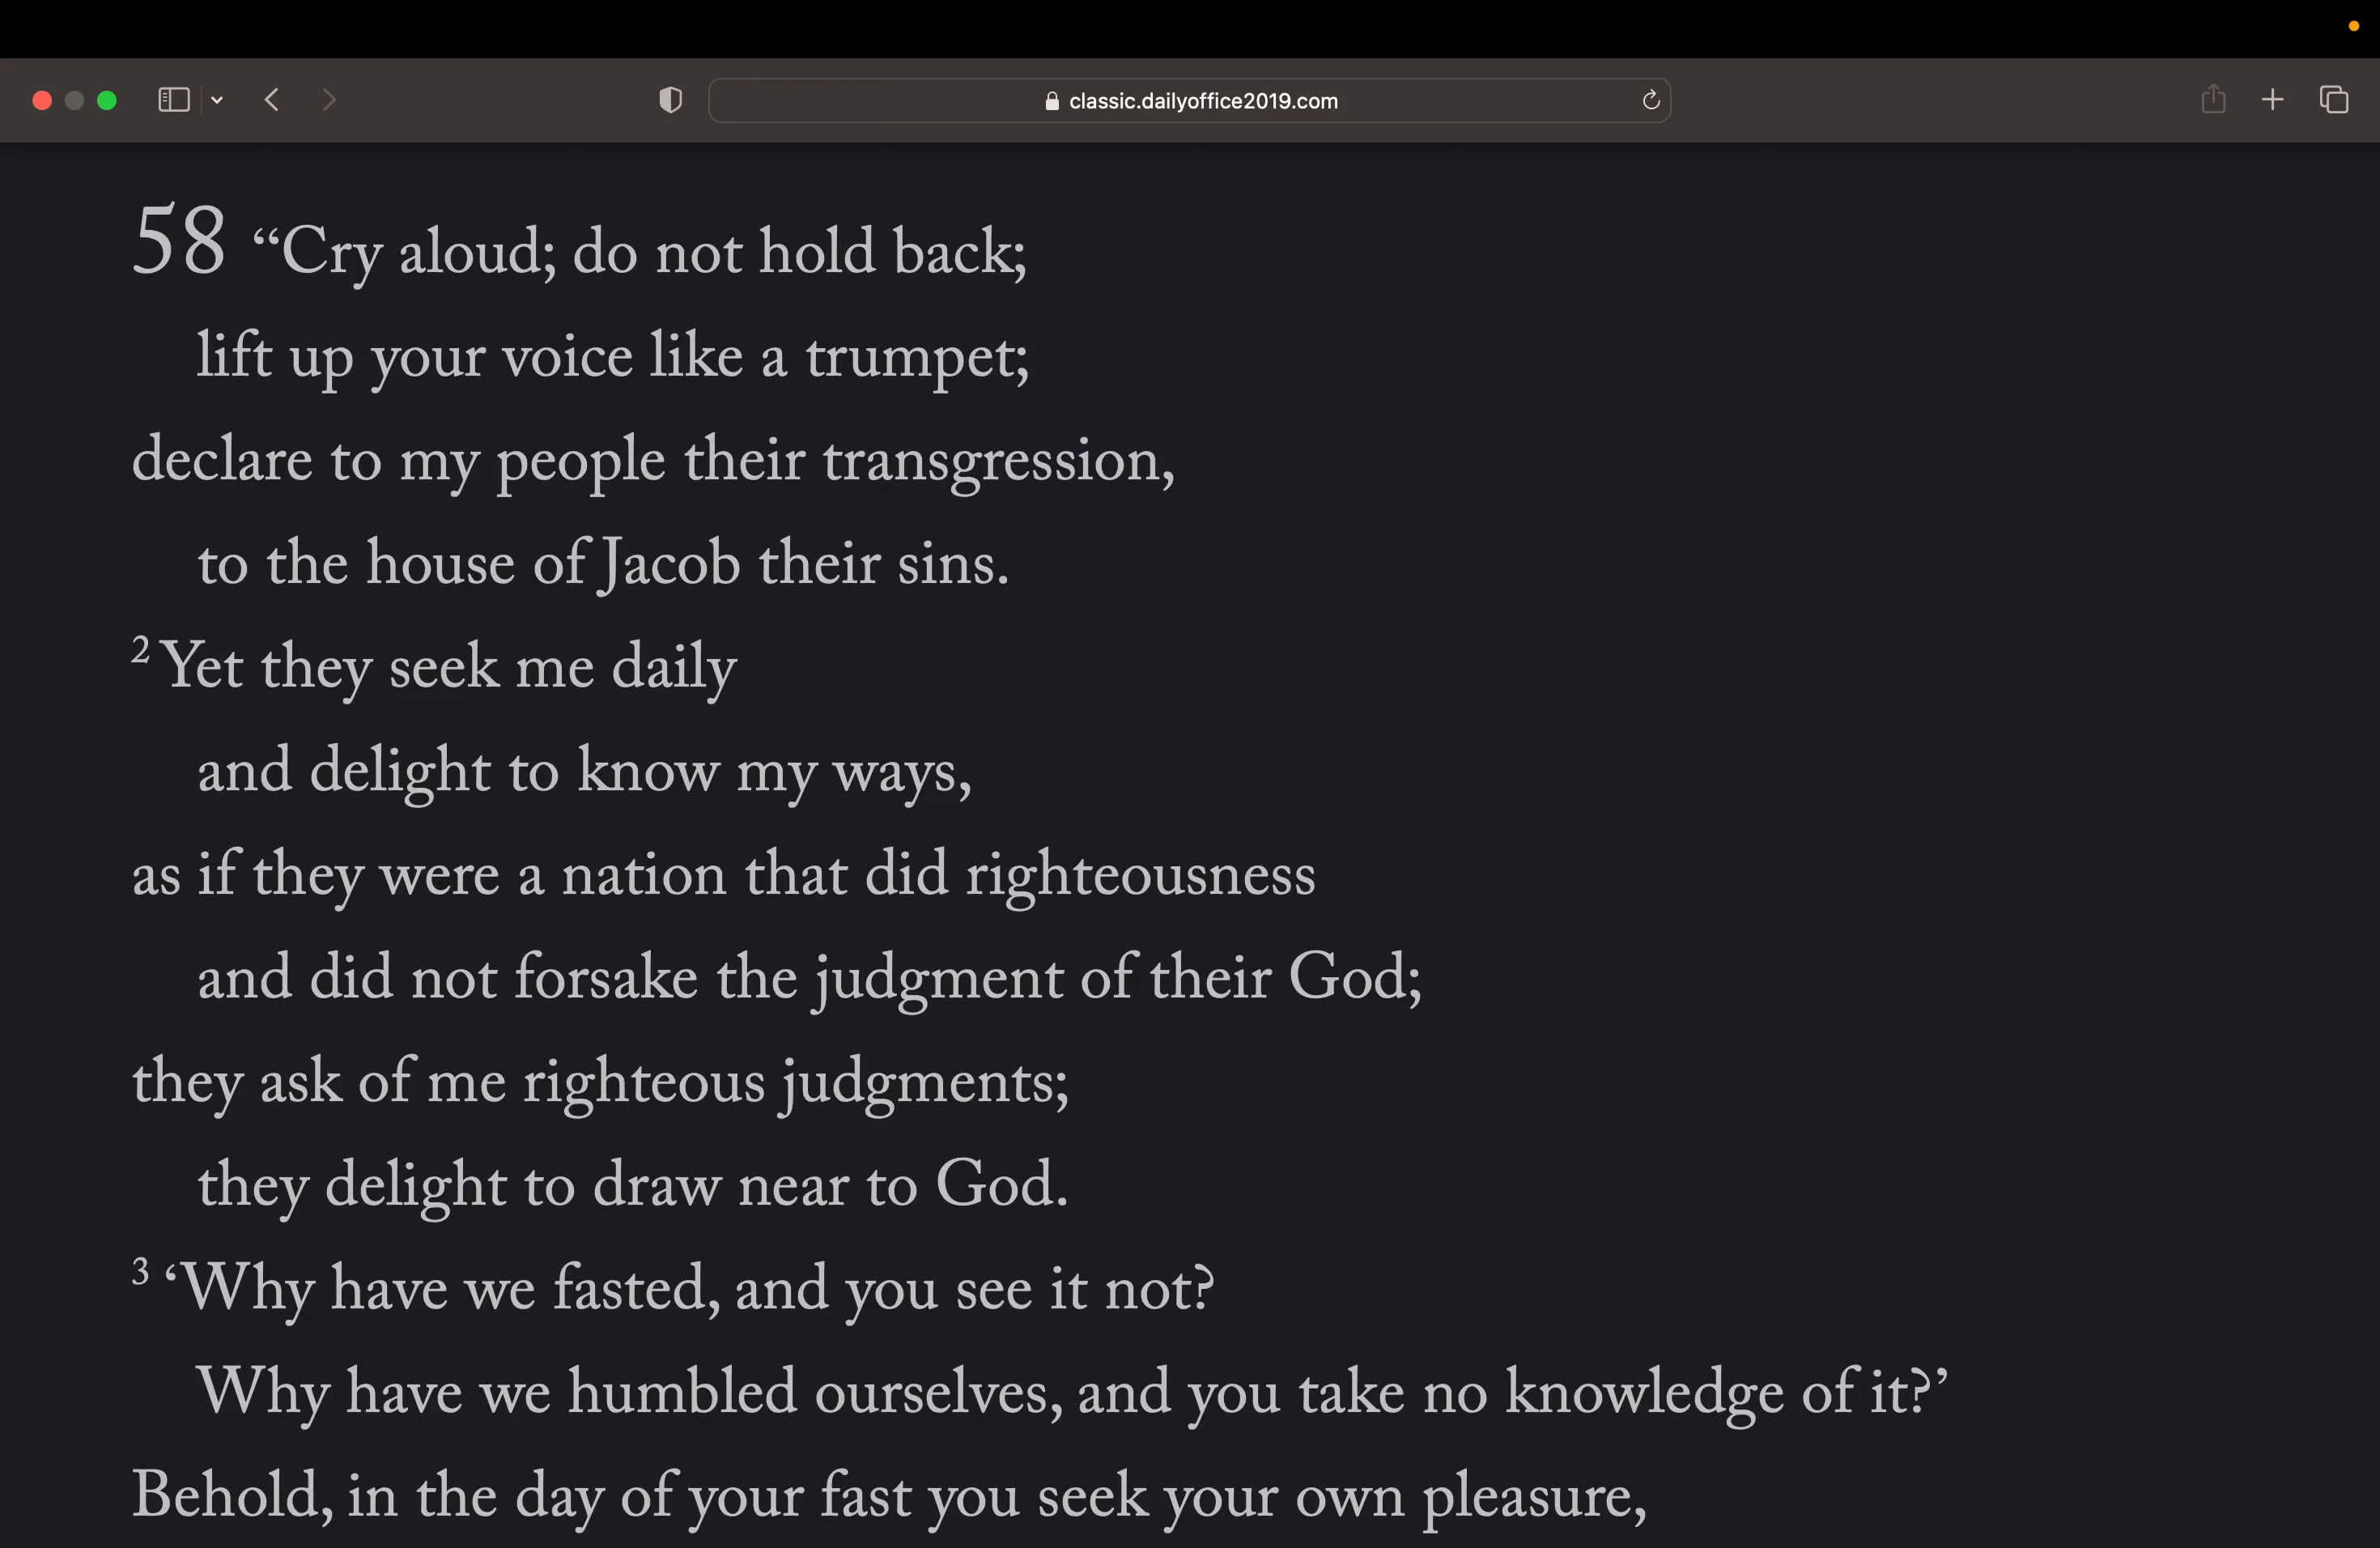 classic.dailyoffice2019.com
58 “Cry aloud; do not hold back;
lift up your voice like a trumpet;
declare to my people their transgression,
to the house of Jacob their sins.
2 Yet they seek me daily
and delight to know my ways,
as if they were a nation that did righteousness
and did not forsake the judgment of their God;
they ask of me righteous judgments;
they delight to draw near to God.
3 ‘Why have we fasted, and you see it not?
Why have we humbled ourselves, and you take no knowledge of it?’
Behold, in the day of your fast you seek your own pleasure,